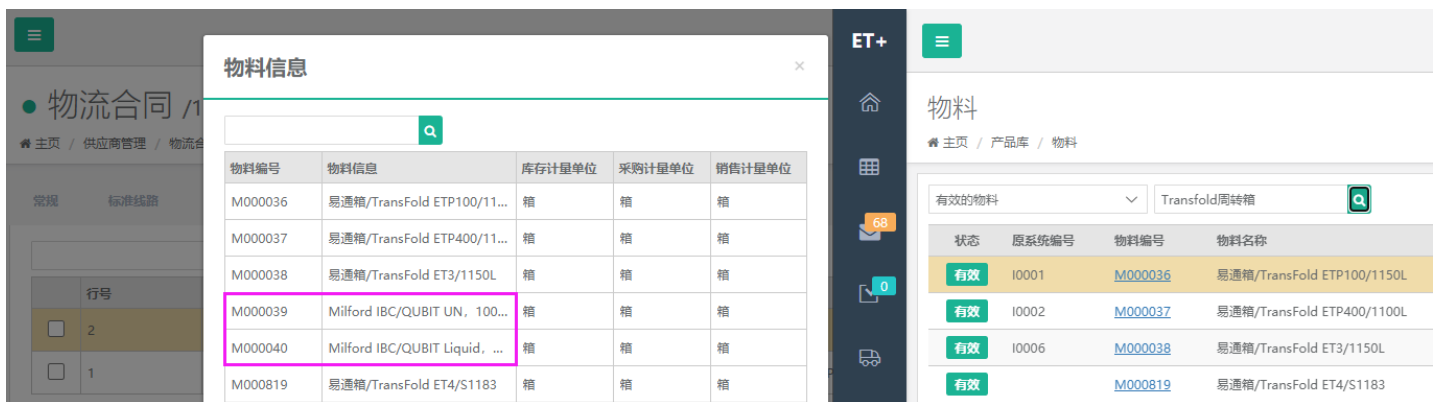 物流合同 /1
主页 / 供应商管理 / 物流合
常规 标准线路
行号
2
1
物料信息 ×
物料编号 物料信息 库存计量单位 采购计量单位 销售计量单位
M000036 易通箱/TransFold ETP100/11... 箱 箱 箱
M000037 易通箱/TransFold ETP400/11... 箱 箱 箱
M000038 易通箱/TransFold ET3/1150L 箱 箱 箱
M000039 Milford IBC/QUBIT UN, 100... 箱 箱 箱
M000040 Milford IBC/QUBIT Liquid, ... 箱 箱 箱
M000819 易通箱/TransFold ET4/S1183 箱 箱 箱
ET+
68
0
物料
主页 / 产品库 / 物料
有效的物料 Transfold周转箱
状态 原系统编号 物料编号 物料名称
有效 I0001 M000036 易通箱/TransFold ETP100/1150L
有效 I0002 M000037 易通箱/TransFold ETP400/1100L
有效 I0006 M000038 易通箱/TransFold ET3/1150L
有效 M000819 易通箱/TransFold ET4/S1183